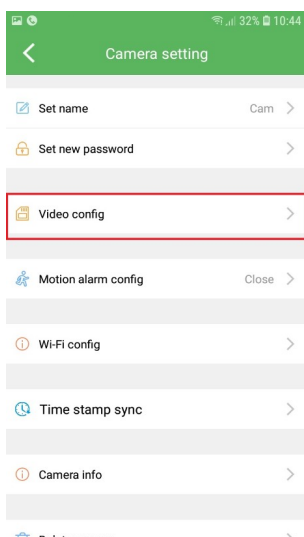 32% 10:44
Camera setting
Set name Cam
Set new password
Video config
Motion alarm config Close
Wi-Fi config
Time stamp sync
Camera info